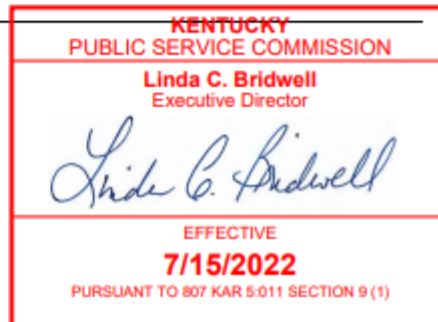 KENTUCKY
PUBLIC SERVICE COMMISSION
Linda C. Bridwell
Executive Director
Linda C. Bridwell
EFFECTIVE
7/15/2022
PURSUANT TO 807 KAR 5:011 SECTION 9 (1)